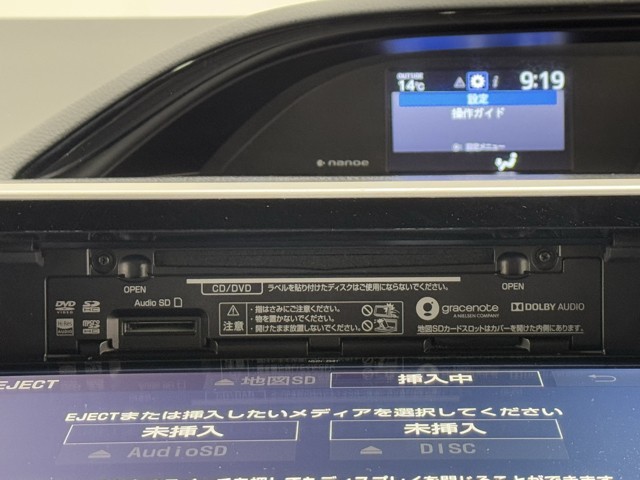 OUTSIDE
14℃
9:19
設定
操作ガイド
設定メニュー
nanoe
OPEN
CD/DVD ラベルを貼り付けたディスクはご使用にならないでください。
OPEN
Audio SD
DVD VIDEO
注意
・指はさみにご注意ください。
・物を置かないでください。
・開けたまま放置しないでください。
gracenote
A NIELSEN COMPANY
DOLBY AUDIO
地図SDカードスロットはカバーを開けた内側にあります。
EJECT
地図SD
挿入中
EJECTまたは挿入したいメディアを選択してください
未挿入
未挿入
AudioSD
DISC